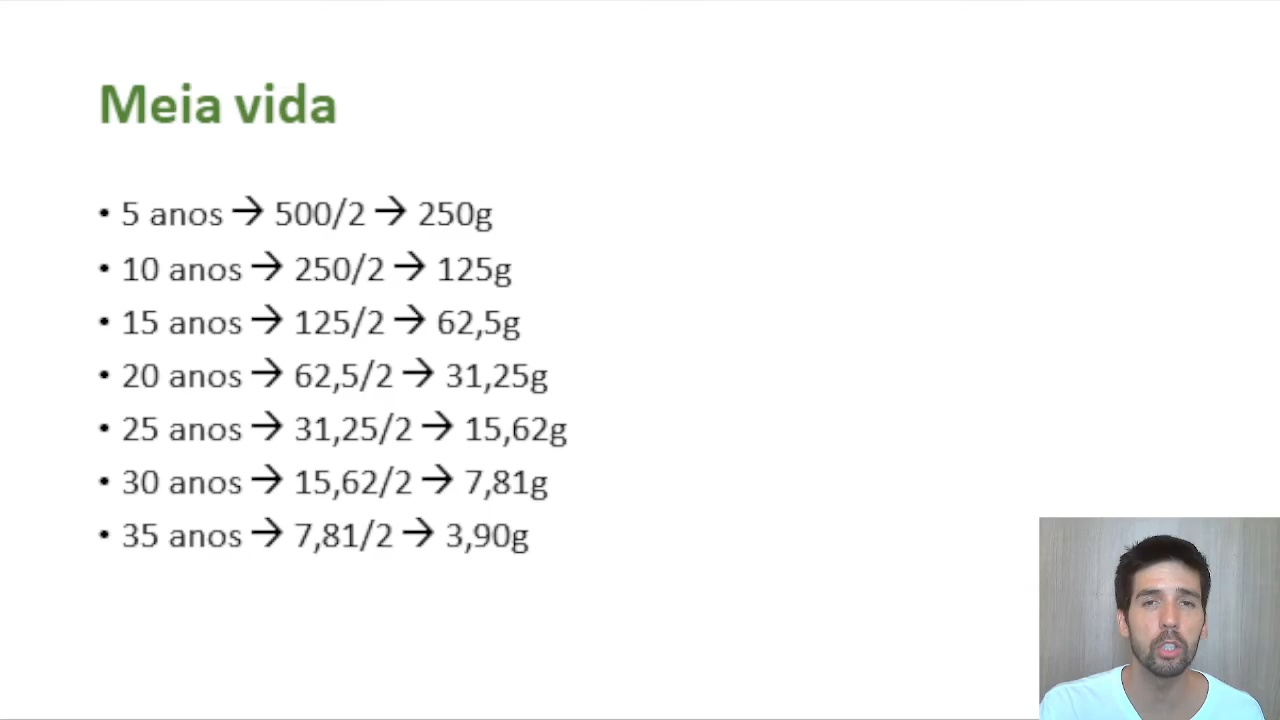 Meia vida
• 5 anos → 500/2 → 250g
• 10 anos → 250/2 → 125g
• 15 anos → 125/2 → 62,5g
• 20 anos → 62,5/2 → 31,25g
• 25 anos → 31,25/2 → 15,62g
• 30 anos → 15,62/2 → 7,81g
• 35 anos → 7,81/2 → 3,90g